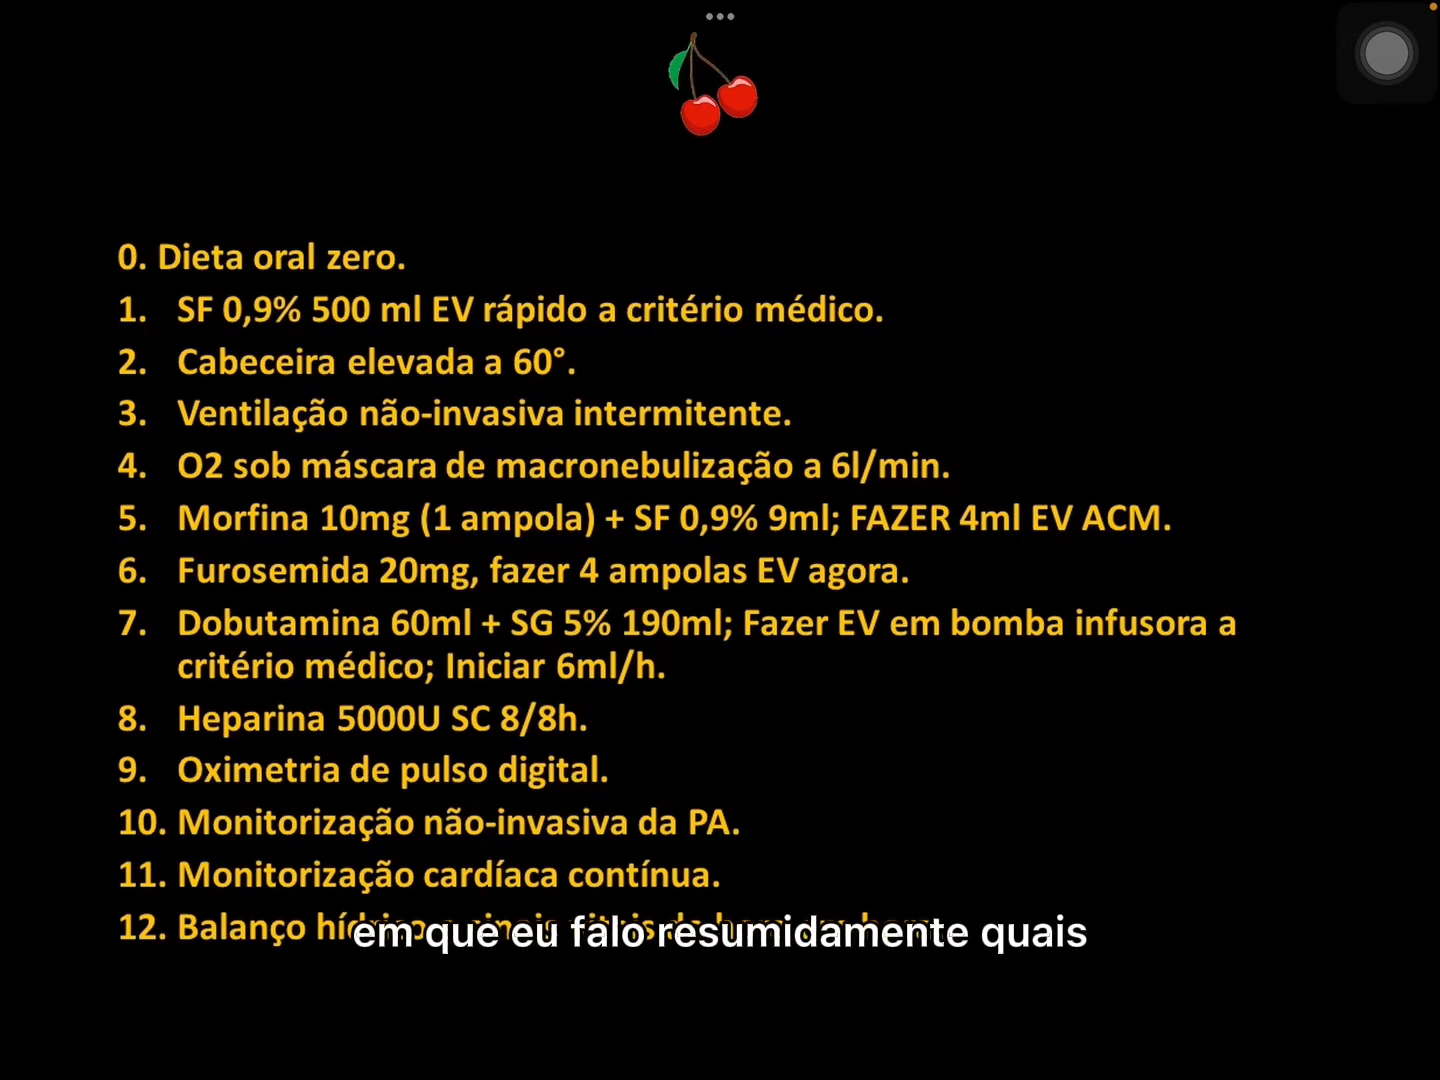 0. Dieta oral zero.
1. SF 0,9% 500 ml EV rápido a critério médico.
2. Cabeceira elevada a 60°.
3. Ventilação não-invasiva intermitente.
4. O2 sob máscara de macronebulização a 6l/min.
5. Morfina 10mg (1 ampola) + SF 0,9% 9ml; FAZER 4ml EV ACM.
6. Furosemida 20mg, fazer 4 ampolas EV agora.
7. Dobutamina 60ml + SG 5% 190ml; Fazer EV em bomba infusora a
critério médico; Iniciar 6ml/h.
8. Heparina 5000U SC 8/8h.
9. Oximetria de pulso digital.
10. Monitorização não-invasiva da PA.
11. Monitorização cardíaca contínua.
12. Balanço
em que eu falo resumidamente quais